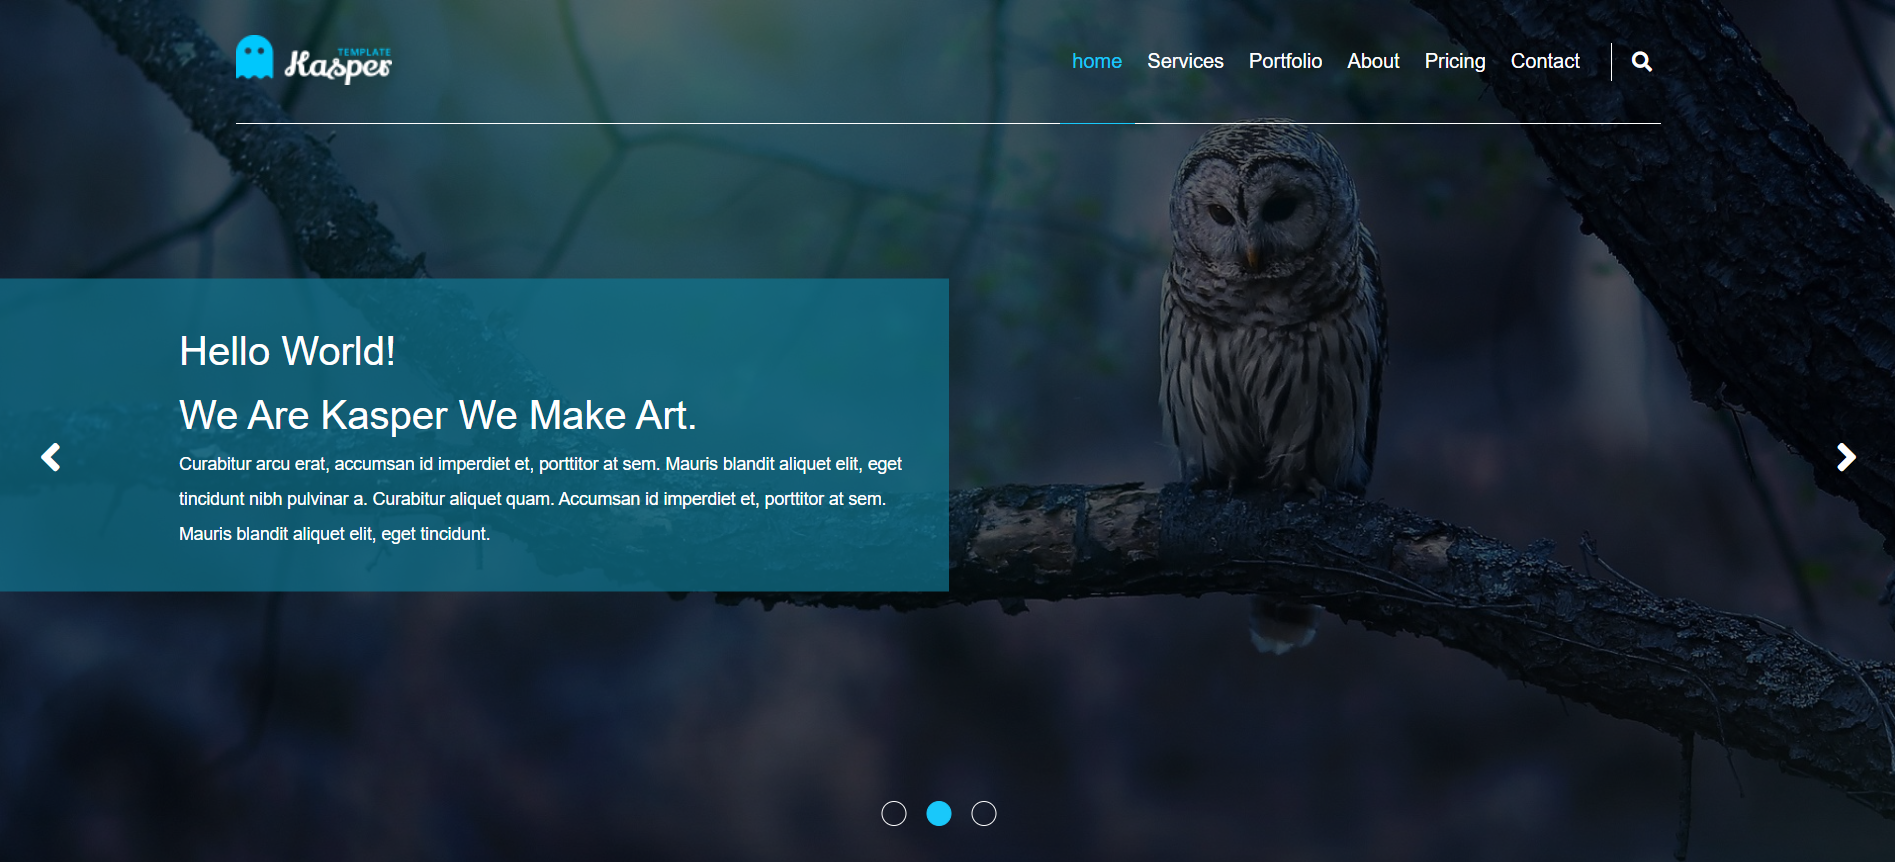 TEMPLATE
Kasper
home Services Portfolio About Pricing Contact
Hello World!
We Are Kasper We Make Art.
Curabitur arcu erat, accumsan id imperdiet et, porttitor at sem. Mauris blandit aliquet elit, eget
tincidunt nibh pulvinar a. Curabitur aliquet quam. Accumsan id imperdiet et, porttitor at sem.
Mauris blandit aliquet elit, eget tincidunt.